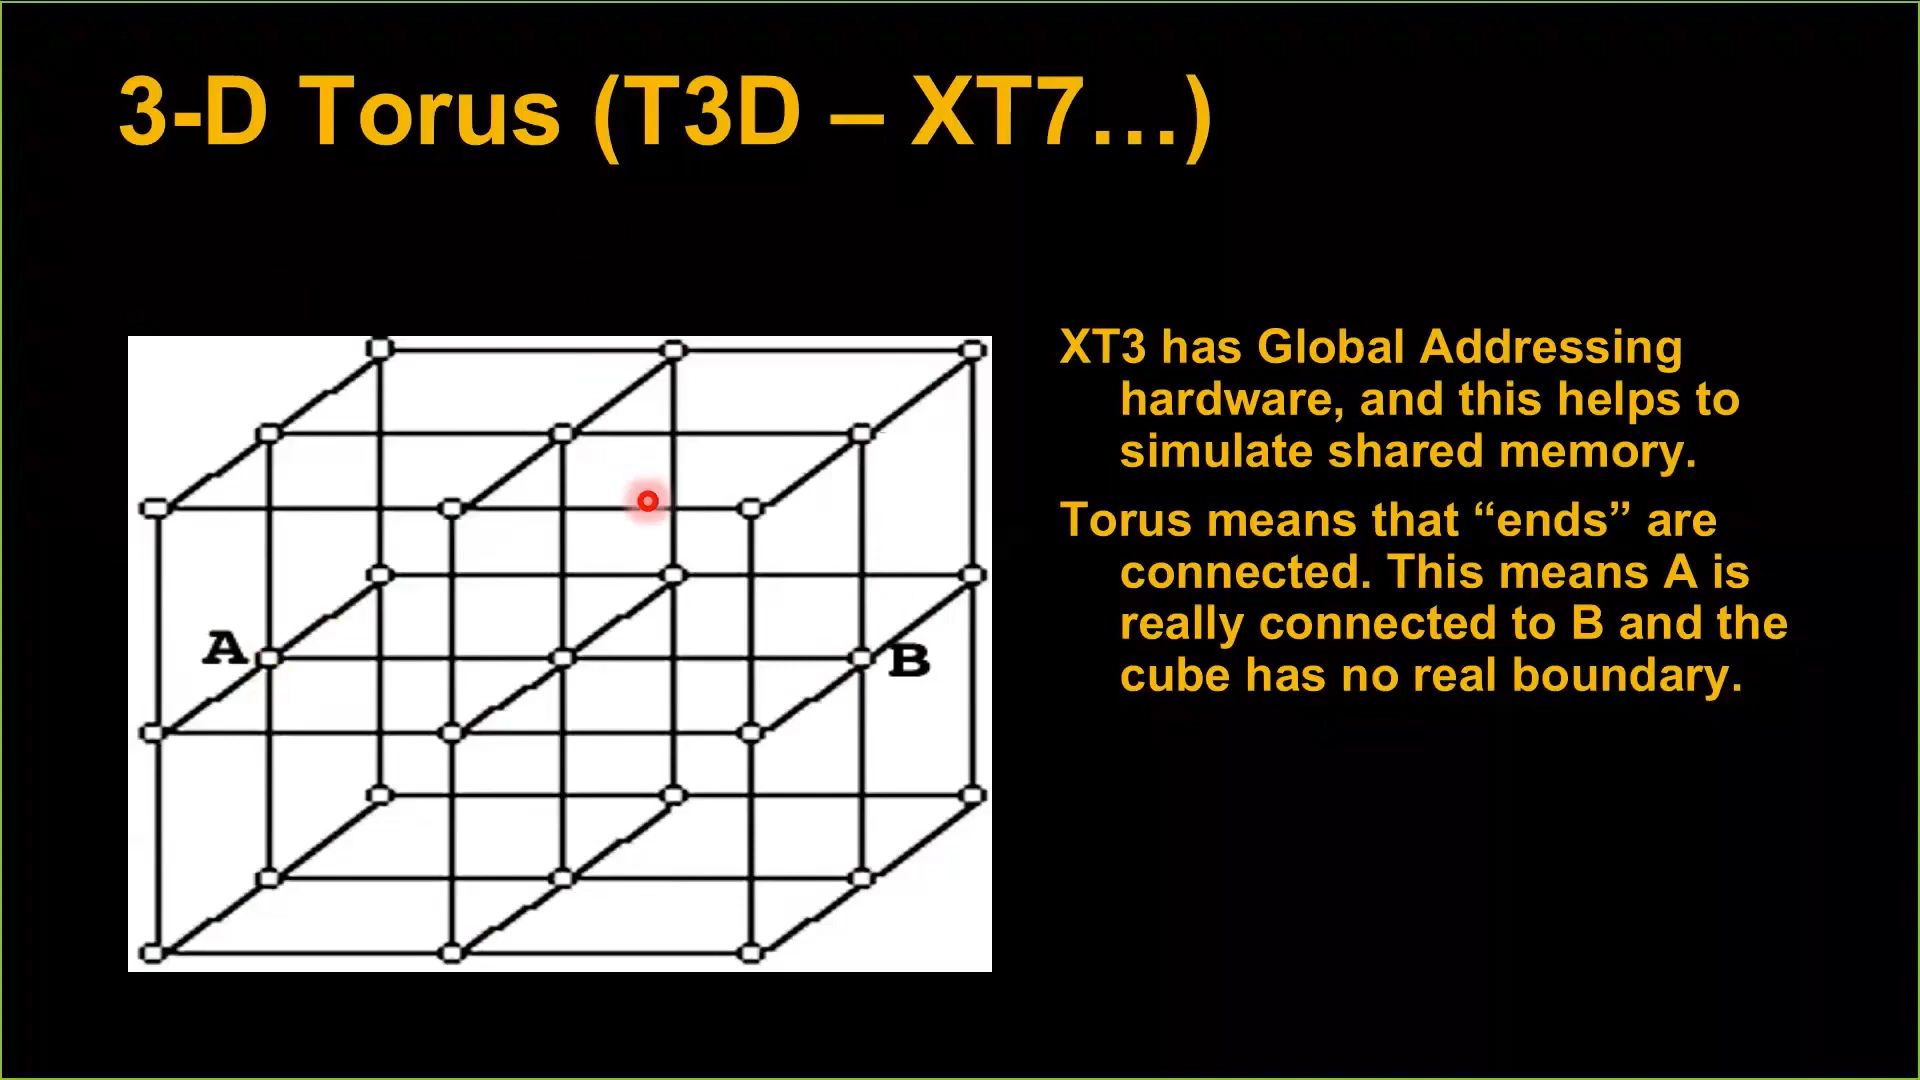 3-D Torus (T3D – XT7…)
XT3 has Global Addressing
hardware, and this helps to
simulate shared memory.
Torus means that “ends” are
connected. This means A is
really connected to B and the
cube has no real boundary.
A
B